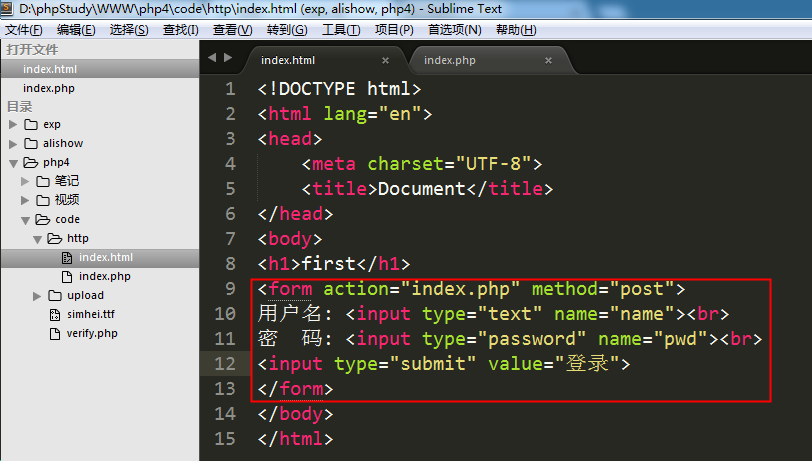 D:\phpStudy\WWW\php4\code\http\index.html (exp, alishow, php4) - Sublime Text
文件(F) 编辑(E) 选择(S) 查找(I) 查看(V) 转到(G) 工具(T) 项目(P) 首选项(N) 帮助(H)
打开文件
index.html
index.php
目录
exp
alishow
php4
笔记
视频
code
http
index.html
index.php
upload
simhei.ttf
verify.php
index.html × index.php ×
1 <!DOCTYPE html>
2 <html lang="en">
3 <head>
4     <meta charset="UTF-8">
5     <title>Document</title>
6 </head>
7 <body>
8 <h1>first</h1>
9 <form action="index.php" method="post">
10 用户名: <input type="text" name="name"><br>
11 密  码: <input type="password" name="pwd"><br>
12 <input type="submit" value="登录">
13 </form>
14 </body>
15 </html>